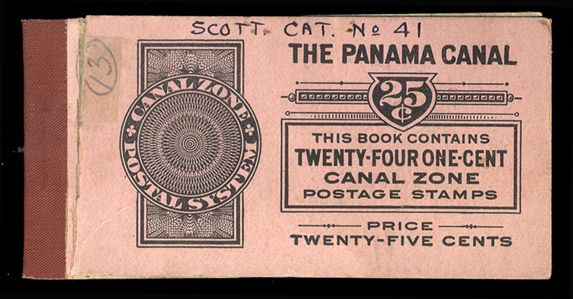 SCOTT. CAT. No 41
(13)
CANAL ZONE
POSTAL SYSTEM
THE PANAMA CANAL
25¢
THIS BOOK CONTAINS
TWENTY-FOUR ONE-CENT
CANAL ZONE
POSTAGE STAMPS
PRICE
TWENTY-FIVE CENTS